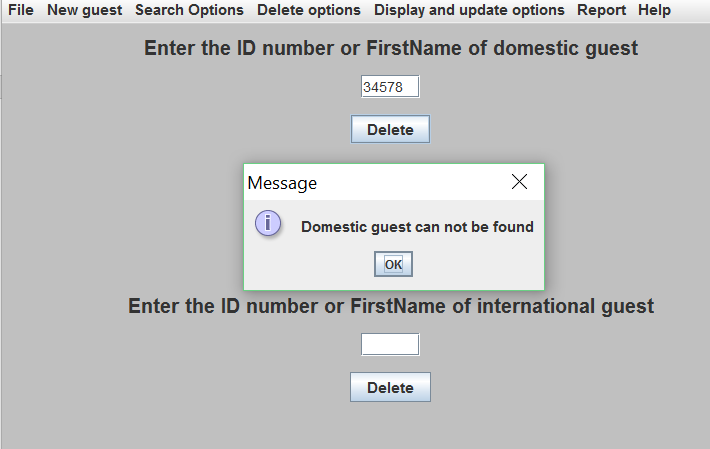 File New guest Search Options Delete options Display and update options Report Help
Enter the ID number or FirstName of domestic guest
34578
Delete
Message
i
Domestic guest can not be found
OK
Enter the ID number or FirstName of international guest
Delete